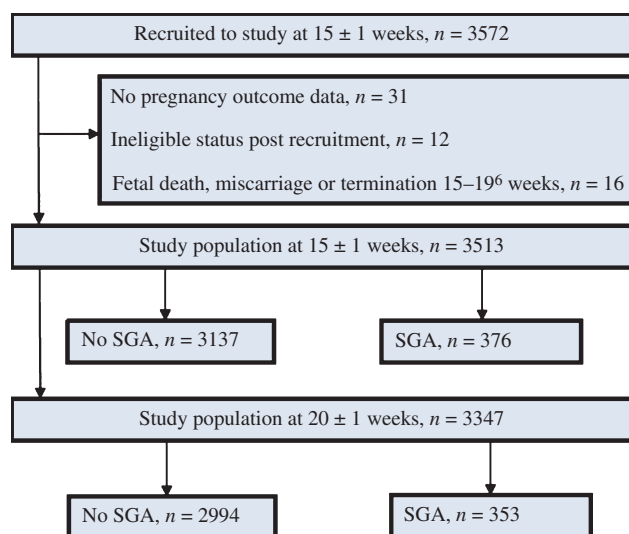 Recruited to study at 15 ± 1 weeks, n = 3572
No pregnancy outcome data, n = 31
Ineligible status post recruitment, n = 12
Fetal death, miscarriage or termination 15–19⁶ weeks, n = 16
Study population at 15 ± 1 weeks, n = 3513
No SGA, n = 3137
SGA, n = 376
Study population at 20 ± 1 weeks, n = 3347
No SGA, n = 2994
SGA, n = 353